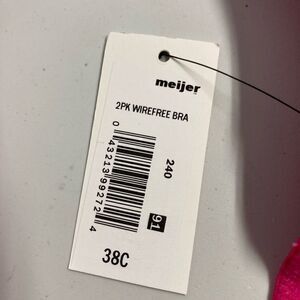 meijer
2PK WIREFREE BRA
240
91
0 43213 99272 4
38C